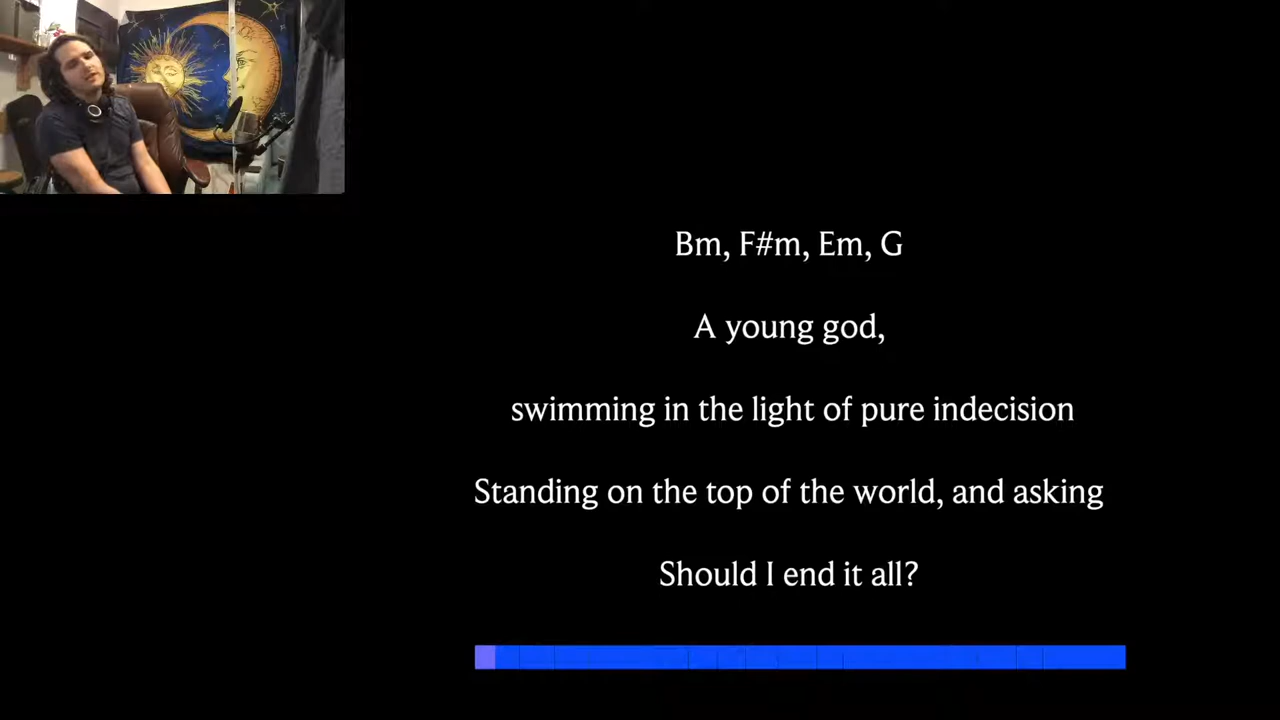 Bm, F#m, Em, G
A young god,
swimming in the light of pure indecision
Standing on the top of the world, and asking
Should I end it all?